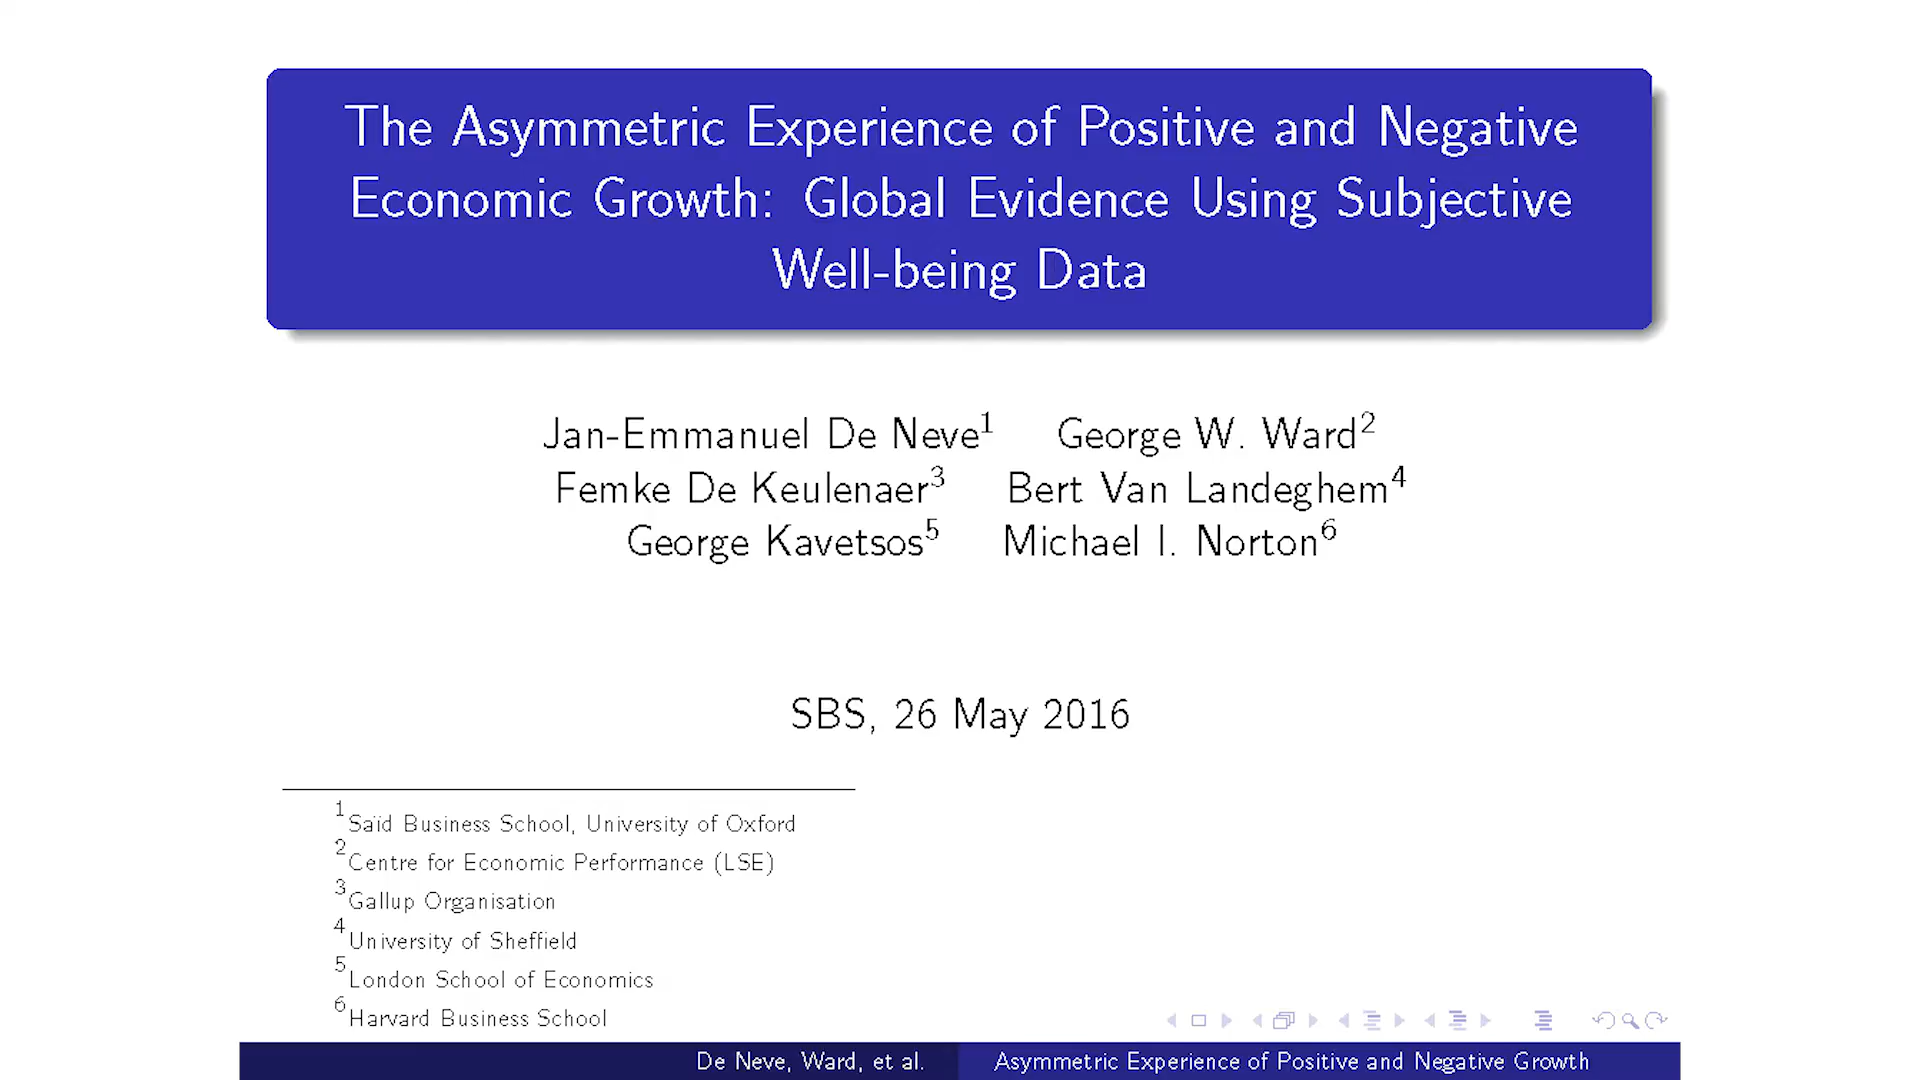 The Asymmetric Experience of Positive and Negative
Economic Growth: Global Evidence Using Subjective
Well-being Data
Jan-Emmanuel De Neve¹ George W. Ward²
Femke De Keulenaer³ Bert Van Landeghem⁴
George Kavetsos⁵ Michael I. Norton⁶
SBS, 26 May 2016
¹Saïd Business School, University of Oxford
²Centre for Economic Performance (LSE)
³Gallup Organisation
⁴University of Sheffield
⁵London School of Economics
⁶Harvard Business School
De Neve, Ward, et al. Asymmetric Experience of Positive and Negative Growth